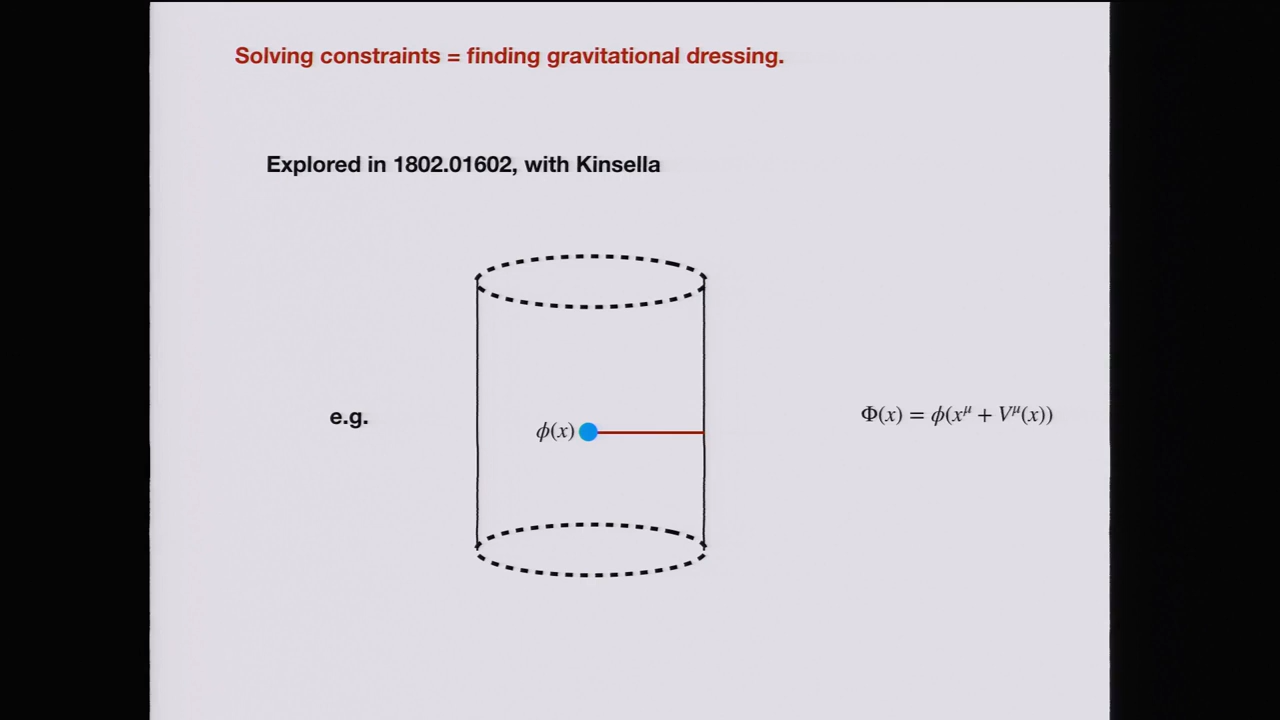 Solving constraints = finding gravitational dressing.
Explored in 1802.01602, with Kinsella
e.g.
ϕ(x)
Φ(x) = ϕ(x^μ + V^μ(x))